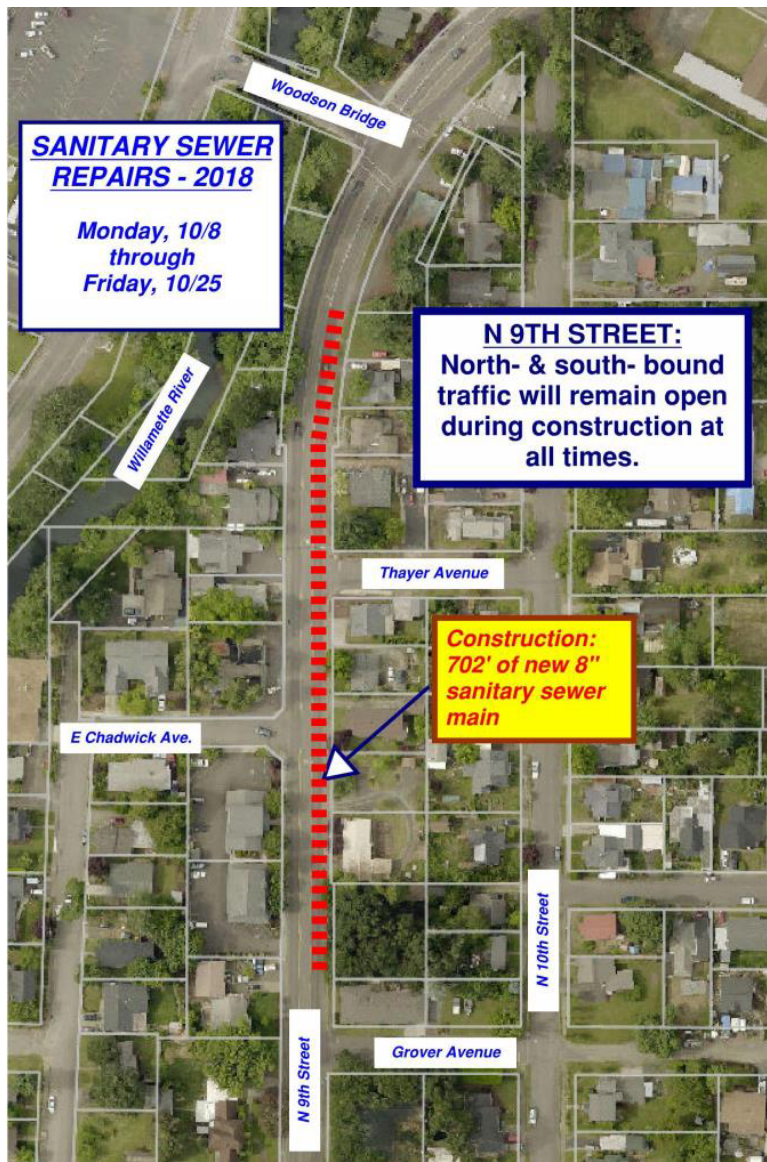 Woodson Bridge
SANITARY SEWER
REPAIRS - 2018
Monday, 10/8
through
Friday, 10/25
N 9TH STREET:
North- & south- bound
traffic will remain open
during construction at
all times.
Willamette River
Thayer Avenue
Construction:
702' of new 8"
sanitary sewer
main
E Chadwick Ave.
N 10th Street
N 9th Street
Grover Avenue